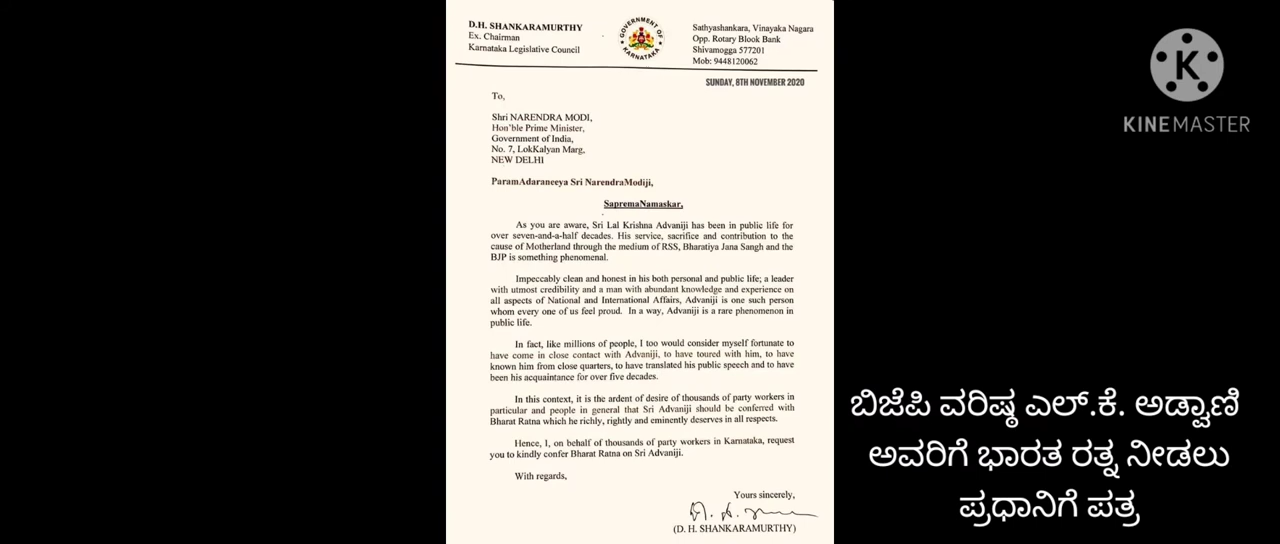 D.H. SHANKARAMURTHY
Ex. Chairman
Karnataka Legislative Council
GOVERNMENT OF KARNATAKA
Sathyashankara, Vinayaka Nagara
Opp. Rotary Blook Bank
Shivamogga 577201
Mob: 9448120062
SUNDAY, 8TH NOVEMBER 2020
To,
Shri NARENDRA MODI,
Hon'ble Prime Minister,
Government of India,
No. 7, LokKalyan Marg,
NEW DELHI
ParamAdaraneeya Sri NarendraModiji,
SapremaNamaskar,
As you are aware, Sri Lal Krishna Advaniji has been in public life for
over seven-and-a-half decades. His service, sacrifice and contribution to the
cause of Motherland through the medium of RSS, Bharatiya Jana Sangh and the
BJP is something phenomenal.
Impeccably clean and honest in his both personal and public life; a leader
with utmost credibility and a man with abundant knowledge and experience on
all aspects of National and International Affairs, Advaniji is one such person
whom every one of us feel proud. In a way, Advaniji is a rare phenomenon in
public life.
In fact, like millions of people, I too would consider myself fortunate to
have come in close contact with Advaniji, to have toured with him, to have
known him from close quarters, to have translated his public speech and to have
been his acquaintance for over five decades.
In this context, it is the ardent of desire of thousands of party workers in
particular and people in general that Sri Advaniji should be conferred with
Bharat Ratna which he richly, rightly and eminently deserves in all respects.
Hence, I, on behalf of thousands of party workers in Karnataka, request
you to kindly confer Bharat Ratna on Sri Advaniji.
With regards,
Yours sincerely,
(D. H. SHANKARAMURTHY)
K
KINEMASTER
ಬಿಜೆಪಿ ವರಿಷ್ಠ ಎಲ್.ಕೆ. ಅಡ್ವಾಣಿ
ಅವರಿಗೆ ಭಾರತ ರತ್ನ ನೀಡಲು
ಪ್ರಧಾನಿಗೆ ಪತ್ರ